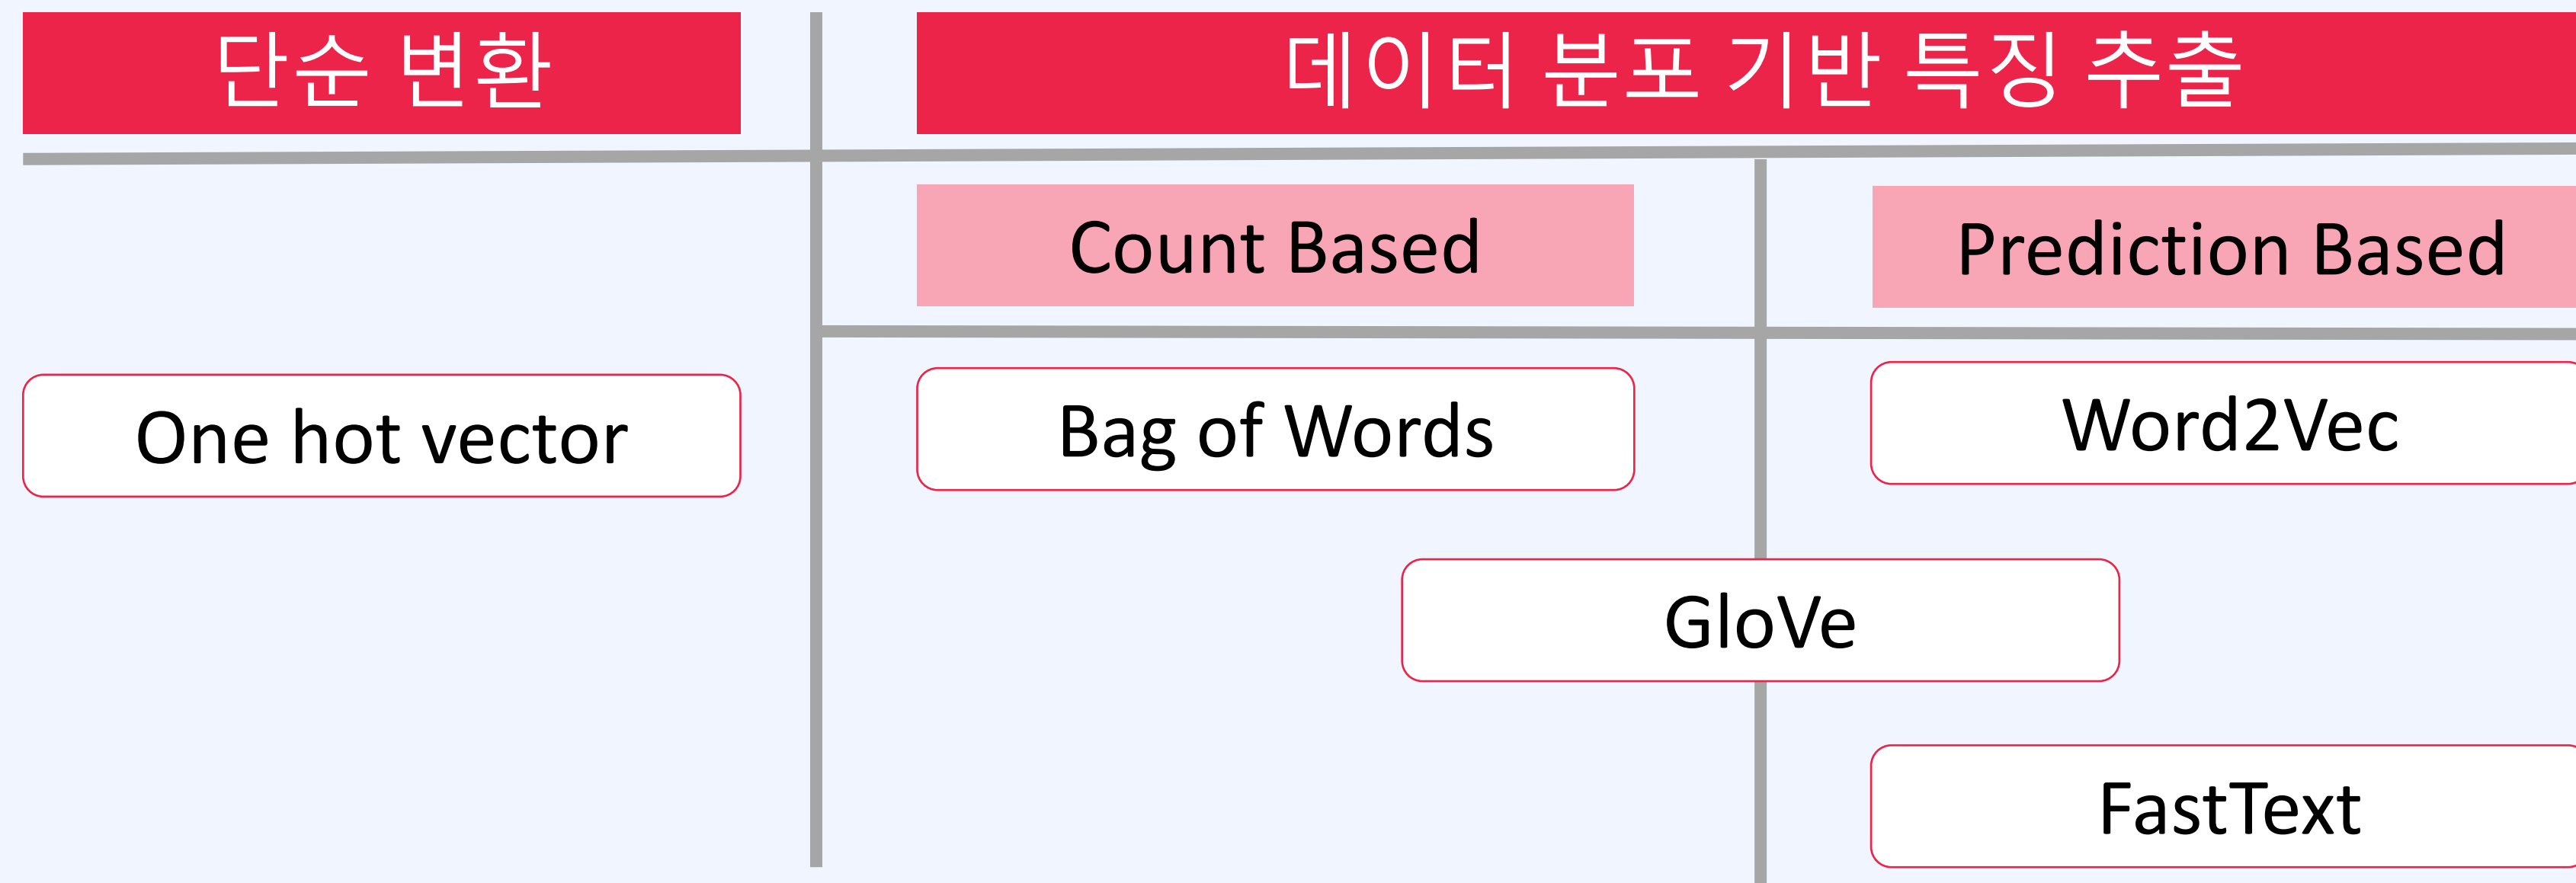 단순 변환
데이터 분포 기반 특징 추출
Count Based
Prediction Based
One hot vector
Bag of Words
Word2Vec
GloVe
FastText